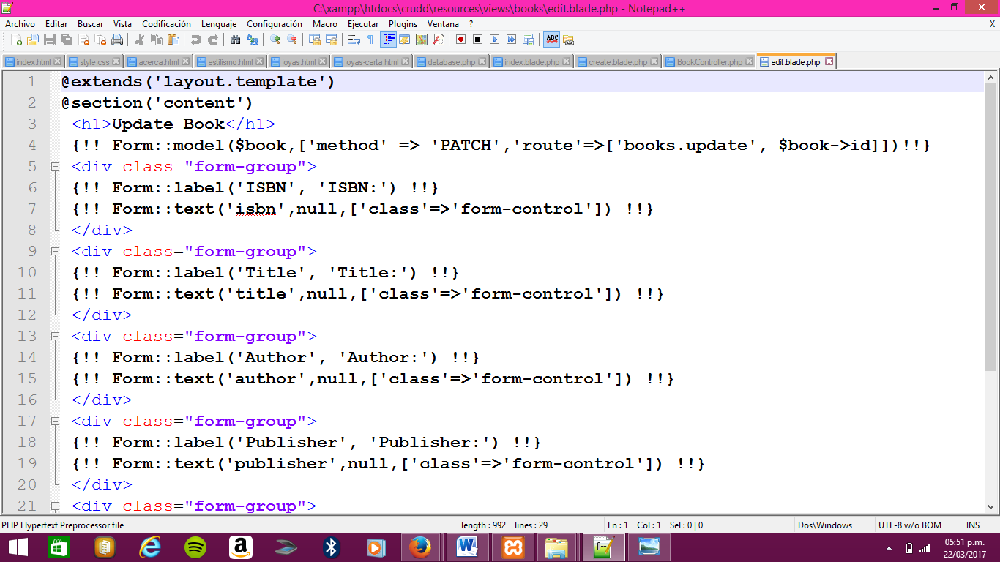 C:\xampp\htdocs\crudd\resources\views\books\edit.blade.php - Notepad++
Archivo Editar Buscar Vista Codificación Lenguaje Configuración Macro Ejecutar Plugins Ventana ? X
index.html style.css acerca.html estilismo.html joyas.html joyas-carta.html database.php index.blade.php create.blade.php BookController.php edit.blade.php
1 @extends('layout.template')
2 @section('content')
3 <h1>Update Book</h1>
4 {!! Form::model($book,['method' => 'PATCH','route'=>['books.update', $book->id]])!!}
5 <div class="form-group">
6 {!! Form::label('ISBN', 'ISBN:') !!}
7 {!! Form::text('isbn',null,['class'=>'form-control']) !!}
8 </div>
9 <div class="form-group">
10 {!! Form::label('Title', 'Title:') !!}
11 {!! Form::text('title',null,['class'=>'form-control']) !!}
12 </div>
13 <div class="form-group">
14 {!! Form::label('Author', 'Author:') !!}
15 {!! Form::text('author',null,['class'=>'form-control']) !!}
16 </div>
17 <div class="form-group">
18 {!! Form::label('Publisher', 'Publisher:') !!}
19 {!! Form::text('publisher',null,['class'=>'form-control']) !!}
20 </div>
21 <div class="form-group">
PHP Hypertext Preprocessor file length : 992 lines : 29 Ln : 1 Col : 1 Sel : 0 | 0 Dos\Windows UTF-8 w/o BOM INS
05:51 p.m.
22/03/2017